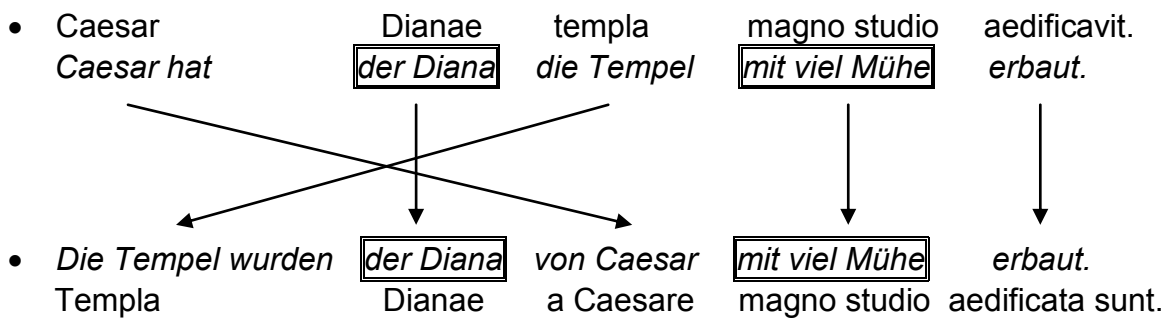 • Caesar Dianae templa magno studio aedificavit.
Caesar hat der Diana die Tempel mit viel Mühe erbaut.
• Die Tempel wurden der Diana von Caesar mit viel Mühe erbaut.
Templa Dianae a Caesare magno studio aedificata sunt.